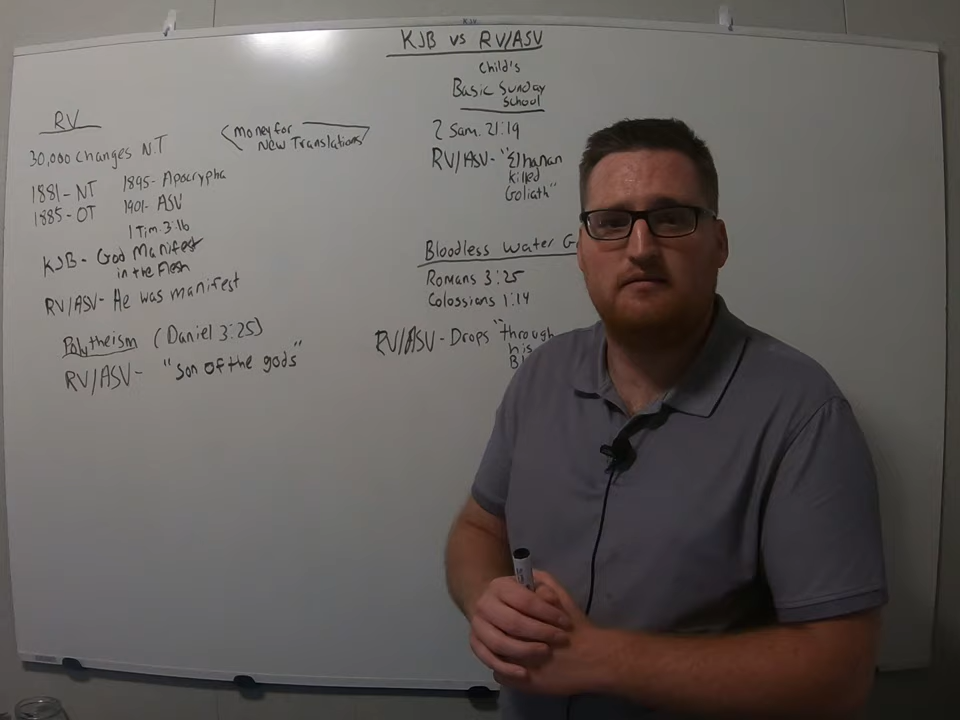 KJB vs RV/ASV
Child's
Basic Sunday
School
RV
30,000 changes N.T
<money for
New Translations>
1881-NT 1895- Apocrypha
1885-OT 1901- ASV
1 Tim. 3:16
KJB- God Manifest
in the Flesh
RV/ASV- He was manifest
Polytheism (Daniel 3:25)
RV/ASV- "son of the gods"
2 Sam. 21:19
RV/ASV- "Elhanan
killed
Goliath"
Bloodless Water G
Romans 3:25
Colossians 1:14
RV/ASV- Drops "through
his
Bl